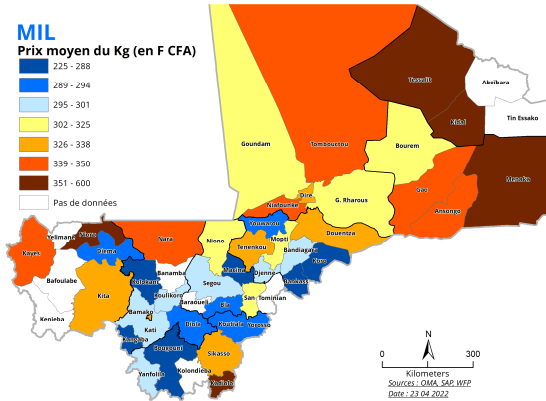 MIL
Prix moyen du Kg (en F CFA)
225 - 288
289 - 294
295 - 301
302 - 325
326 - 338
339 - 350
351 - 600
Pas de données
Tessalit
Abeibara
Tin Essako
Kidal
Goundam
Tombouctou
Bourem
Menaka
Gao
Ansongo
Dire
G. Rharous
Niafounke
Youwarou
Douentza
Yelimane
Nioro
Diema
Nara
Niono
Mopti
Tenenkou
Bandiagara
Koro
Kayes
Bafoulabe
Kita
Kolokani
Banamba
Macina
Djenne
Bankass
Segou
Koulikoro
Baraoueli
San
Tominian
Bla
Kenieba
Bamako
Kati
Dioila
Koutiala
Yorosso
Kangaba
Bougouni
Sikasso
Yanfolila
Kolondieba
Kadiolo
N
0
300
Kilometers
Sources : OMA, SAP, WFP
Date : 23 04 2022